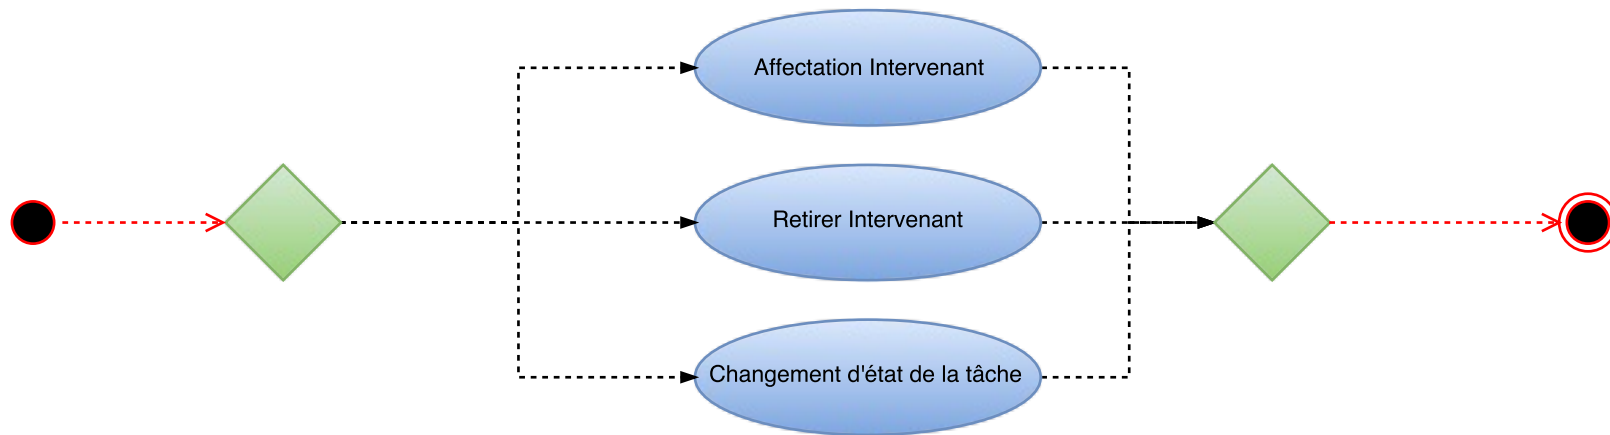 Affectation Intervenant
Retirer Intervenant
Changement d'état de la tâche